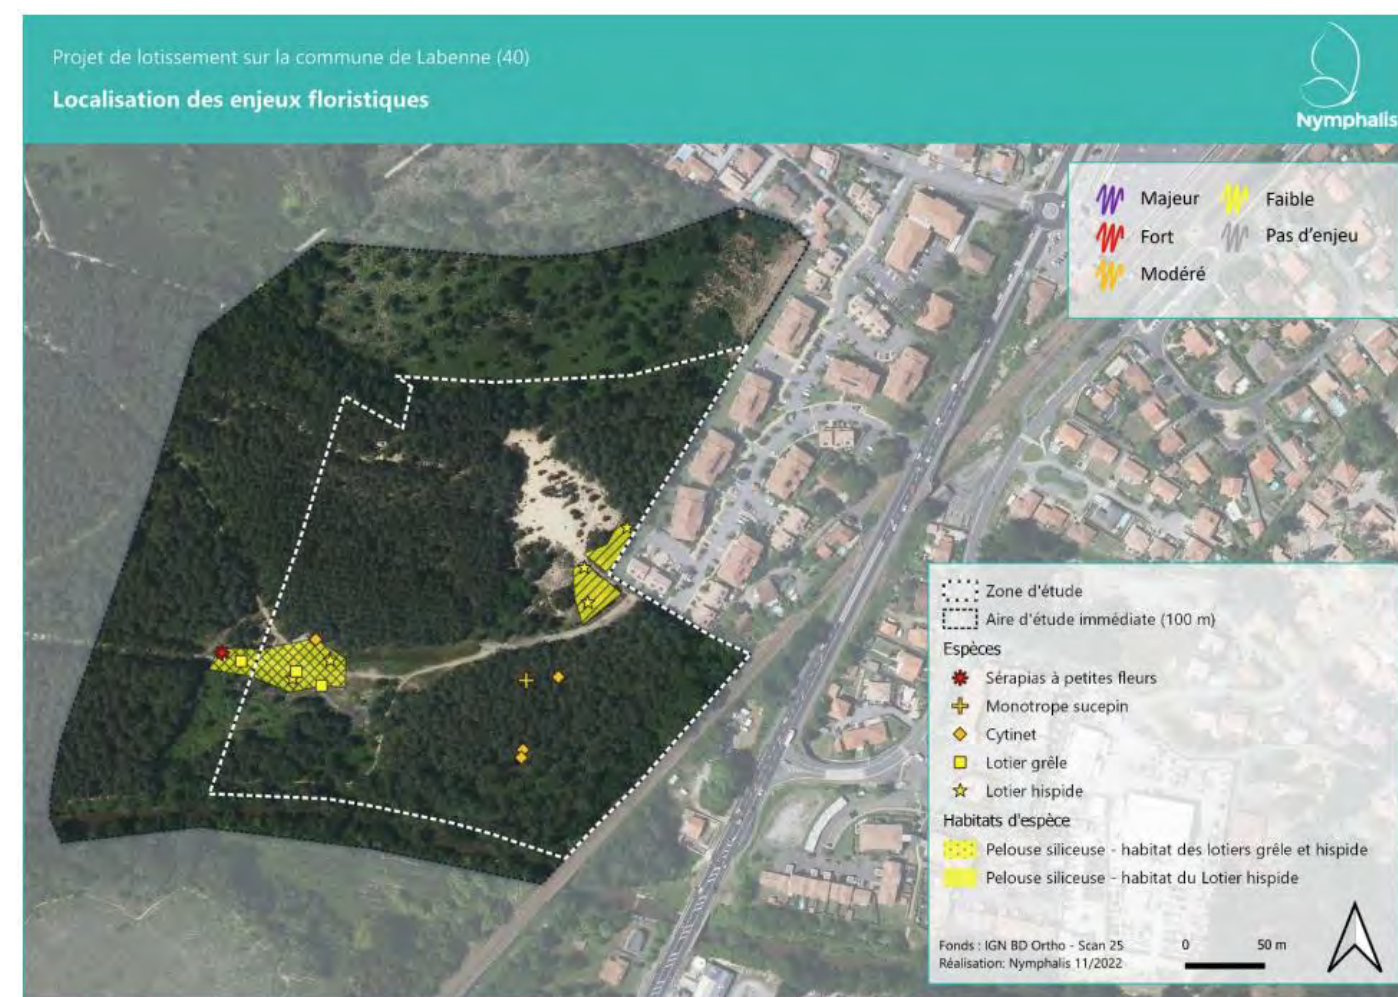 Projet de lotissement sur la commune de Labenne (40)
Localisation des enjeux floristiques
Nymphalis
Majeur
Faible
Fort
Pas d'enjeu
Modéré
Zone d'étude
Aire d'étude immédiate (100 m)
Espèces
Sérapias à petites fleurs
Monotrope sucepin
Cytinet
Lotier grêle
Lotier hispide
Habitats d'espèce
Pelouse siliceuse - habitat des lotiers grêle et hispide
Pelouse siliceuse - habitat du Lotier hispide
Fonds : IGN BD Ortho - Scan 25
Réalisation: Nymphalis 11/2022
0 50 m